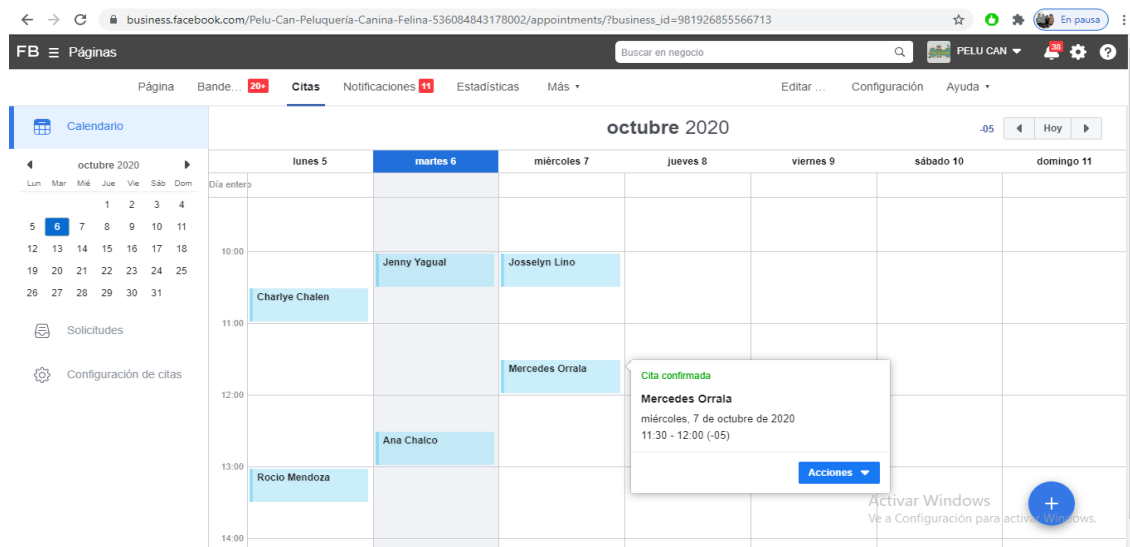 business.facebook.com/Pelu-Can-Peluquería-Canina-Felina-536084843178002/appointments/?business_id=981926855566713
En pausa
FB Páginas
Buscar en negocio
PELU CAN
38
Página Bande... 20+ Citas Notificaciones 11 Estadísticas Más Editar ... Configuración Ayuda
Calendario
octubre 2020
-05 Hoy
octubre 2020
Lun Mar Mié Jue Vie Sáb Dom
1 2 3 4
5 6 7 8 9 10 11
12 13 14 15 16 17 18
19 20 21 22 23 24 25
26 27 28 29 30 31
Solicitudes
Configuración de citas
lunes 5 martes 6 miércoles 7 jueves 8 viernes 9 sábado 10 domingo 11
Día entero
10:00
Jenny Yagual Josselyn Lino
Charlye Chalen
11:00
Mercedes Orrala
12:00
Ana Chalco
13:00
Rocio Mendoza
14:00
Cita confirmada
Mercedes Orrala
miércoles, 7 de octubre de 2020
11:30 - 12:00 (-05)
Acciones
Activar Windows
Ve a Configuración para activar Windows.